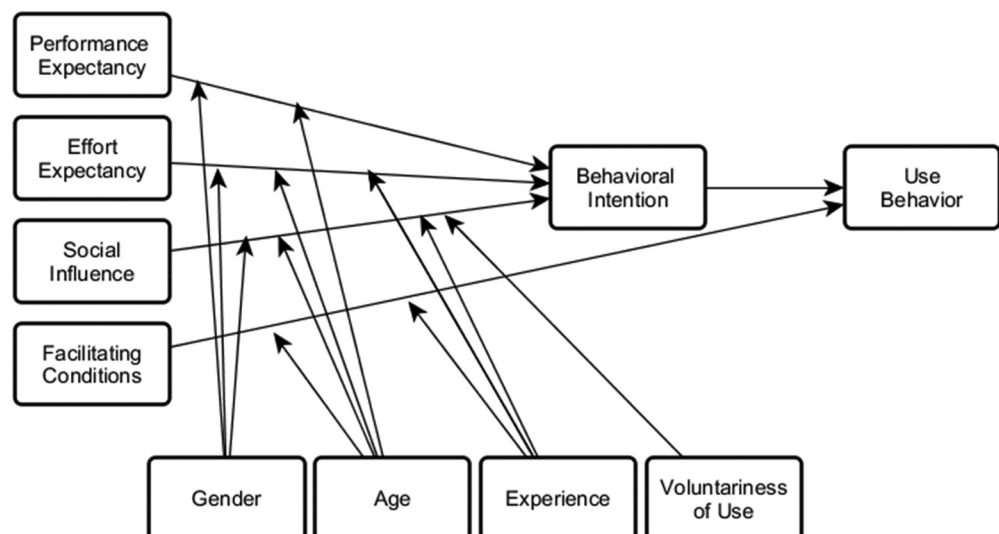 Performance
Expectancy
Effort
Expectancy
Social
Influence
Facilitating
Conditions
Behavioral
Intention
Use
Behavior
Gender
Age
Experience
Voluntariness
of Use